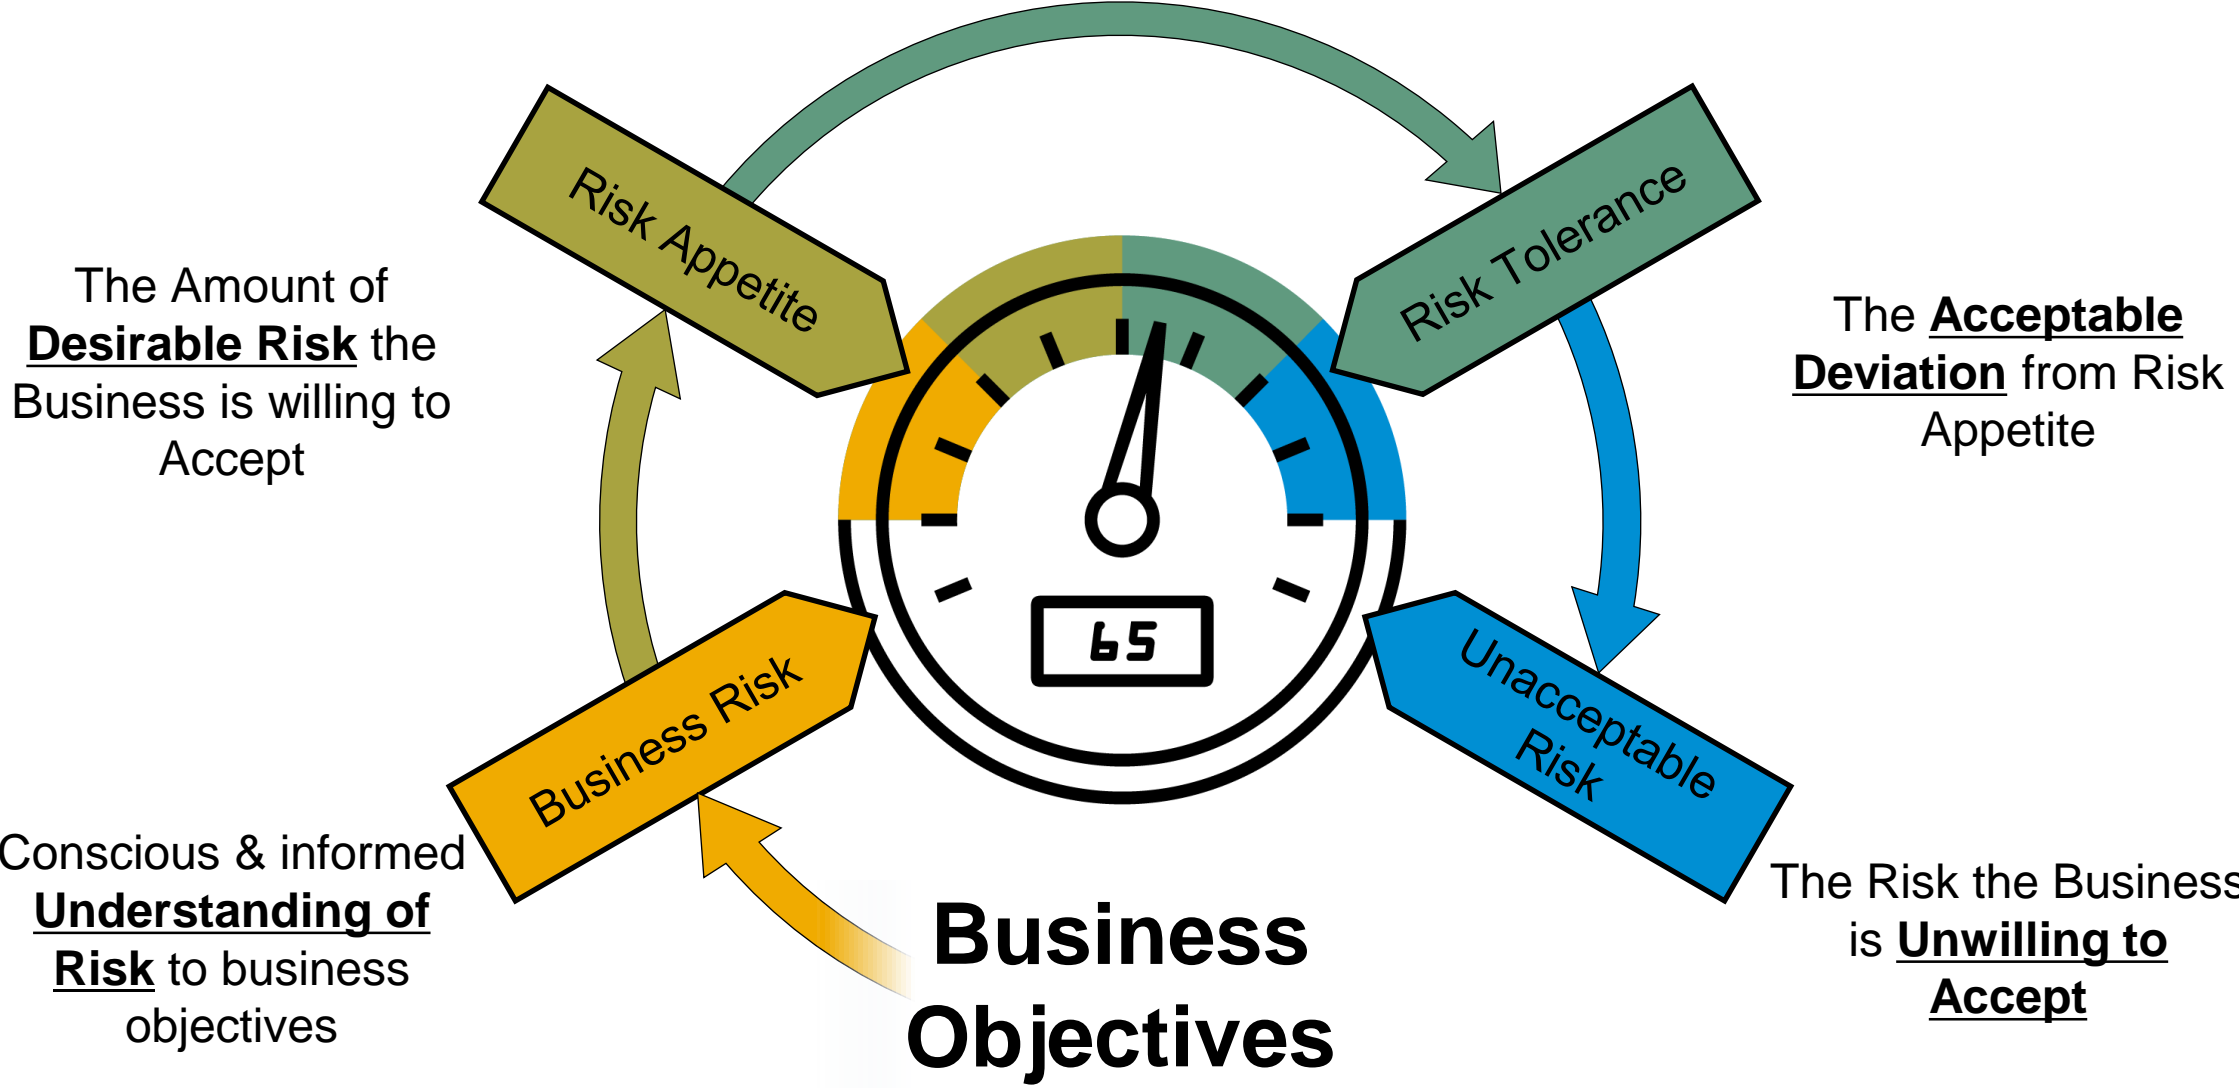 Risk Appetite
Risk Tolerance
The Amount of
Desirable Risk the
Business is willing to
Accept
The Acceptable
Deviation from Risk
Appetite
65
Business Risk
Unacceptable
Risk
Conscious & informed
Understanding of
Risk to business
objectives
The Risk the Business
is Unwilling to
Accept
Business
Objectives